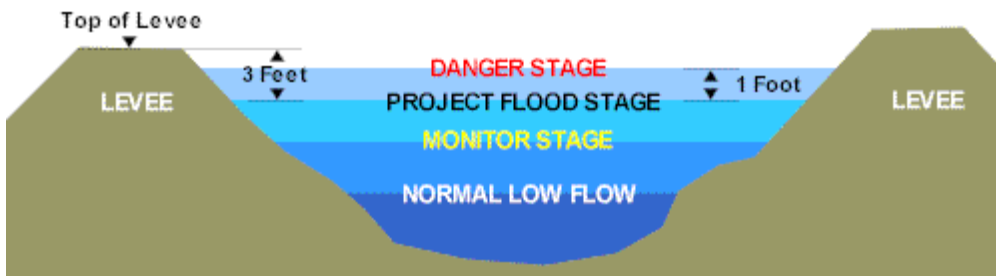 Top of Levee
DANGER STAGE
3 Feet
1 Foot
LEVEE
PROJECT FLOOD STAGE
LEVEE
MONITOR STAGE
NORMAL LOW FLOW